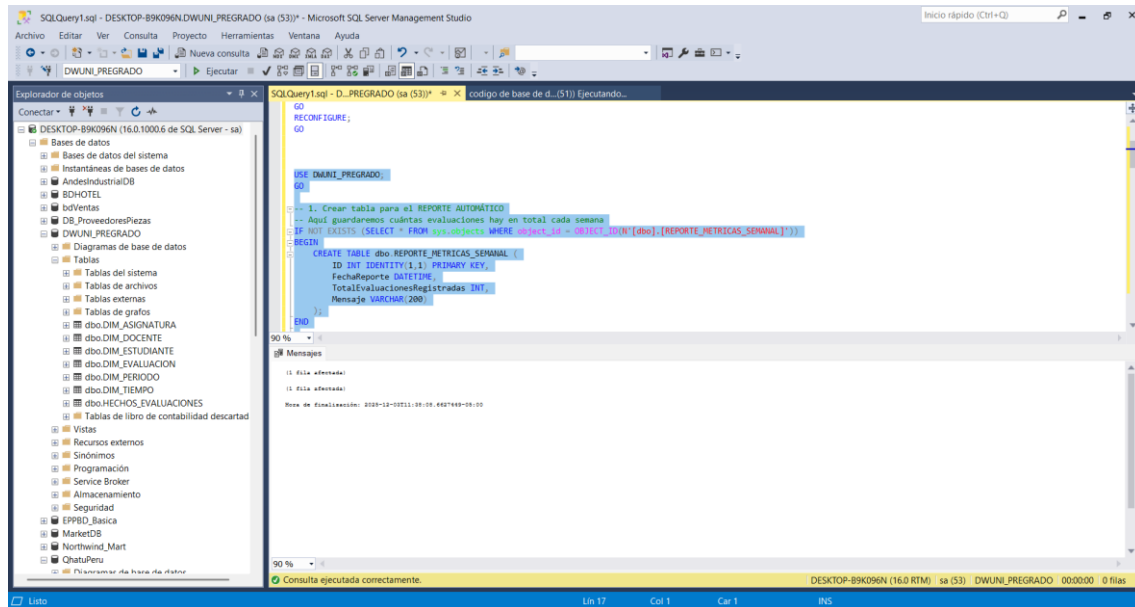 SQLQuery1.sql - DESKTOP-B9K096N.DWUNI_PREGRADO (sa (53))* - Microsoft SQL Server Management Studio
Inicio rápido (Ctrl+Q)
Archivo Editar Ver Consulta Proyecto Herramientas Ventana Ayuda
Nueva consulta
DWUNI_PREGRADO
Ejecutar
Explorador de objetos
Conectar
DESKTOP-B9K096N (16.0.1000.6 de SQL Server - sa)
Bases de datos
Bases de datos del sistema
Instantáneas de bases de datos
AndesIndustrialDB
BDHOTEL
bdVentas
DB_ProveedoresPiezas
DWUNI_PREGRADO
Diagramas de base de datos
Tablas
Tablas del sistema
Tablas de archivos
Tablas externas
Tablas de grafos
dbo.DIM_ASIGNATURA
dbo.DIM_DOCENTE
dbo.DIM_ESTUDIANTE
dbo.DIM_EVALUACION
dbo.DIM_PERIODO
dbo.DIM_TIEMPO
dbo.HECHOS_EVALUACIONES
Tablas de libro de contabilidad descartad
Vistas
Recursos externos
Sinónimos
Programación
Service Broker
Almacenamiento
Seguridad
EPPBD_Basica
MarketDB
Northwind_Mart
QhatuPeru
Diagramas de base de datos
SQLQuery1.sql - D...PREGRADO (sa (53))*
codigo de base de d...(51)) Ejecutando...
GO
RECONFIGURE;
GO
USE DWUNI_PREGRADO;
GO
-- 1. Crear tabla para el REPORTE AUTOMÁTICO
-- Aquí guardaremos cuántas evaluaciones hay en total cada semana
IF NOT EXISTS (SELECT * FROM sys.objects WHERE object_id = OBJECT_ID(N'[dbo].[REPORTE_METRICAS_SEMANAL]'))
BEGIN
CREATE TABLE dbo.REPORTE_METRICAS_SEMANAL (
ID INT IDENTITY(1,1) PRIMARY KEY,
FechaReporte DATETIME,
TotalEvaluacionesRegistradas INT,
Mensaje VARCHAR(200)
);
END
90 %
Mensajes
(1 fila afectada)
(1 fila afectada)
Hora de finalización:
90 %
Consulta ejecutada correctamente.
DESKTOP-B9K096N (16.0 RTM) sa (53) DWUNI_PREGRADO 00:00:00 0 filas
Listo
Lín 17 Col 1 Car 1 INS